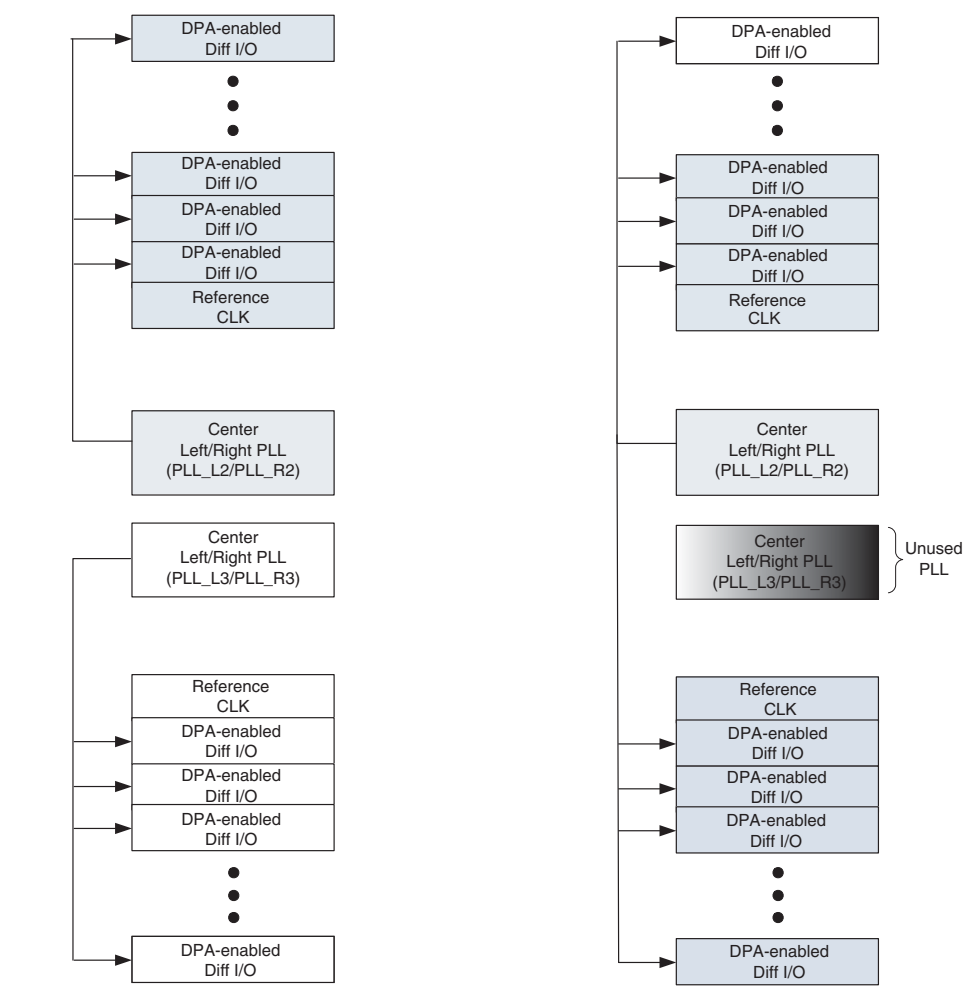 DPA-enabled
Diff I/O
DPA-enabled
Diff I/O
DPA-enabled
Diff I/O
DPA-enabled
Diff I/O
Reference
CLK
Center
Left/Right PLL
(PLL_L2/PLL_R2)
Center
Left/Right PLL
(PLL_L3/PLL_R3)
Reference
CLK
DPA-enabled
Diff I/O
DPA-enabled
Diff I/O
DPA-enabled
Diff I/O
DPA-enabled
Diff I/O
DPA-enabled
Diff I/O
DPA-enabled
Diff I/O
DPA-enabled
Diff I/O
DPA-enabled
Diff I/O
Reference
CLK
Center
Left/Right PLL
(PLL_L2/PLL_R2)
Center
Left/Right PLL
(PLL_L3/PLL_R3)
Unused
PLL
Reference
CLK
DPA-enabled
Diff I/O
DPA-enabled
Diff I/O
DPA-enabled
Diff I/O
DPA-enabled
Diff I/O